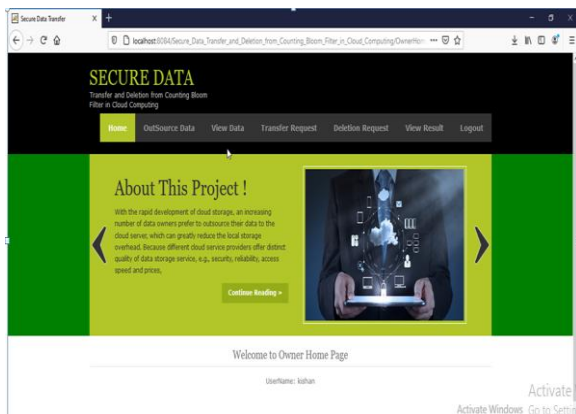 Secure Data Transfer
localhost:8084/Secure_Data_Transfer_and_Deletion_from_Counting_Bloom_Filter_in_Cloud_Computing/OwnerHom
SECURE DATA
Transfer and Deletion from Counting Bloom
Filter in Cloud Computing
Home OutSource Data View Data Transfer Request Deletion Request View Result Logout
About This Project !
With the rapid development of cloud storage, an increasing
number of data owners prefer to outsource their data to the
cloud server, which can greatly reduce the local storage
overhead. Because different cloud service providers offer distinct
quality of data storage service, e.g., security, reliability, access
speed and prices,
Continue Reading »
Welcome to Owner Home Page
UserName: kishan
Activate
Activate Windows Go to Settin